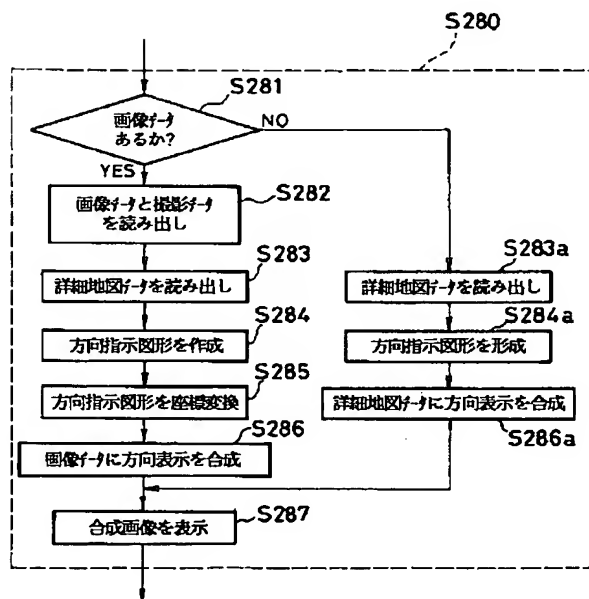 S280
S281
画像データ
あるか?
NO
YES
S282
画像データと撮影データ
を読み出し
S283
詳細地図データを読み出し
S283a
詳細地図データを読み出し
S284
方向指示図形を作成
S284a
方向指示図形を形成
S285
方向指示図形を座標変換
詳細地図データに方向表示を合成
S286
S286a
画像データに方向表示を合成
S287
合成画像を表示